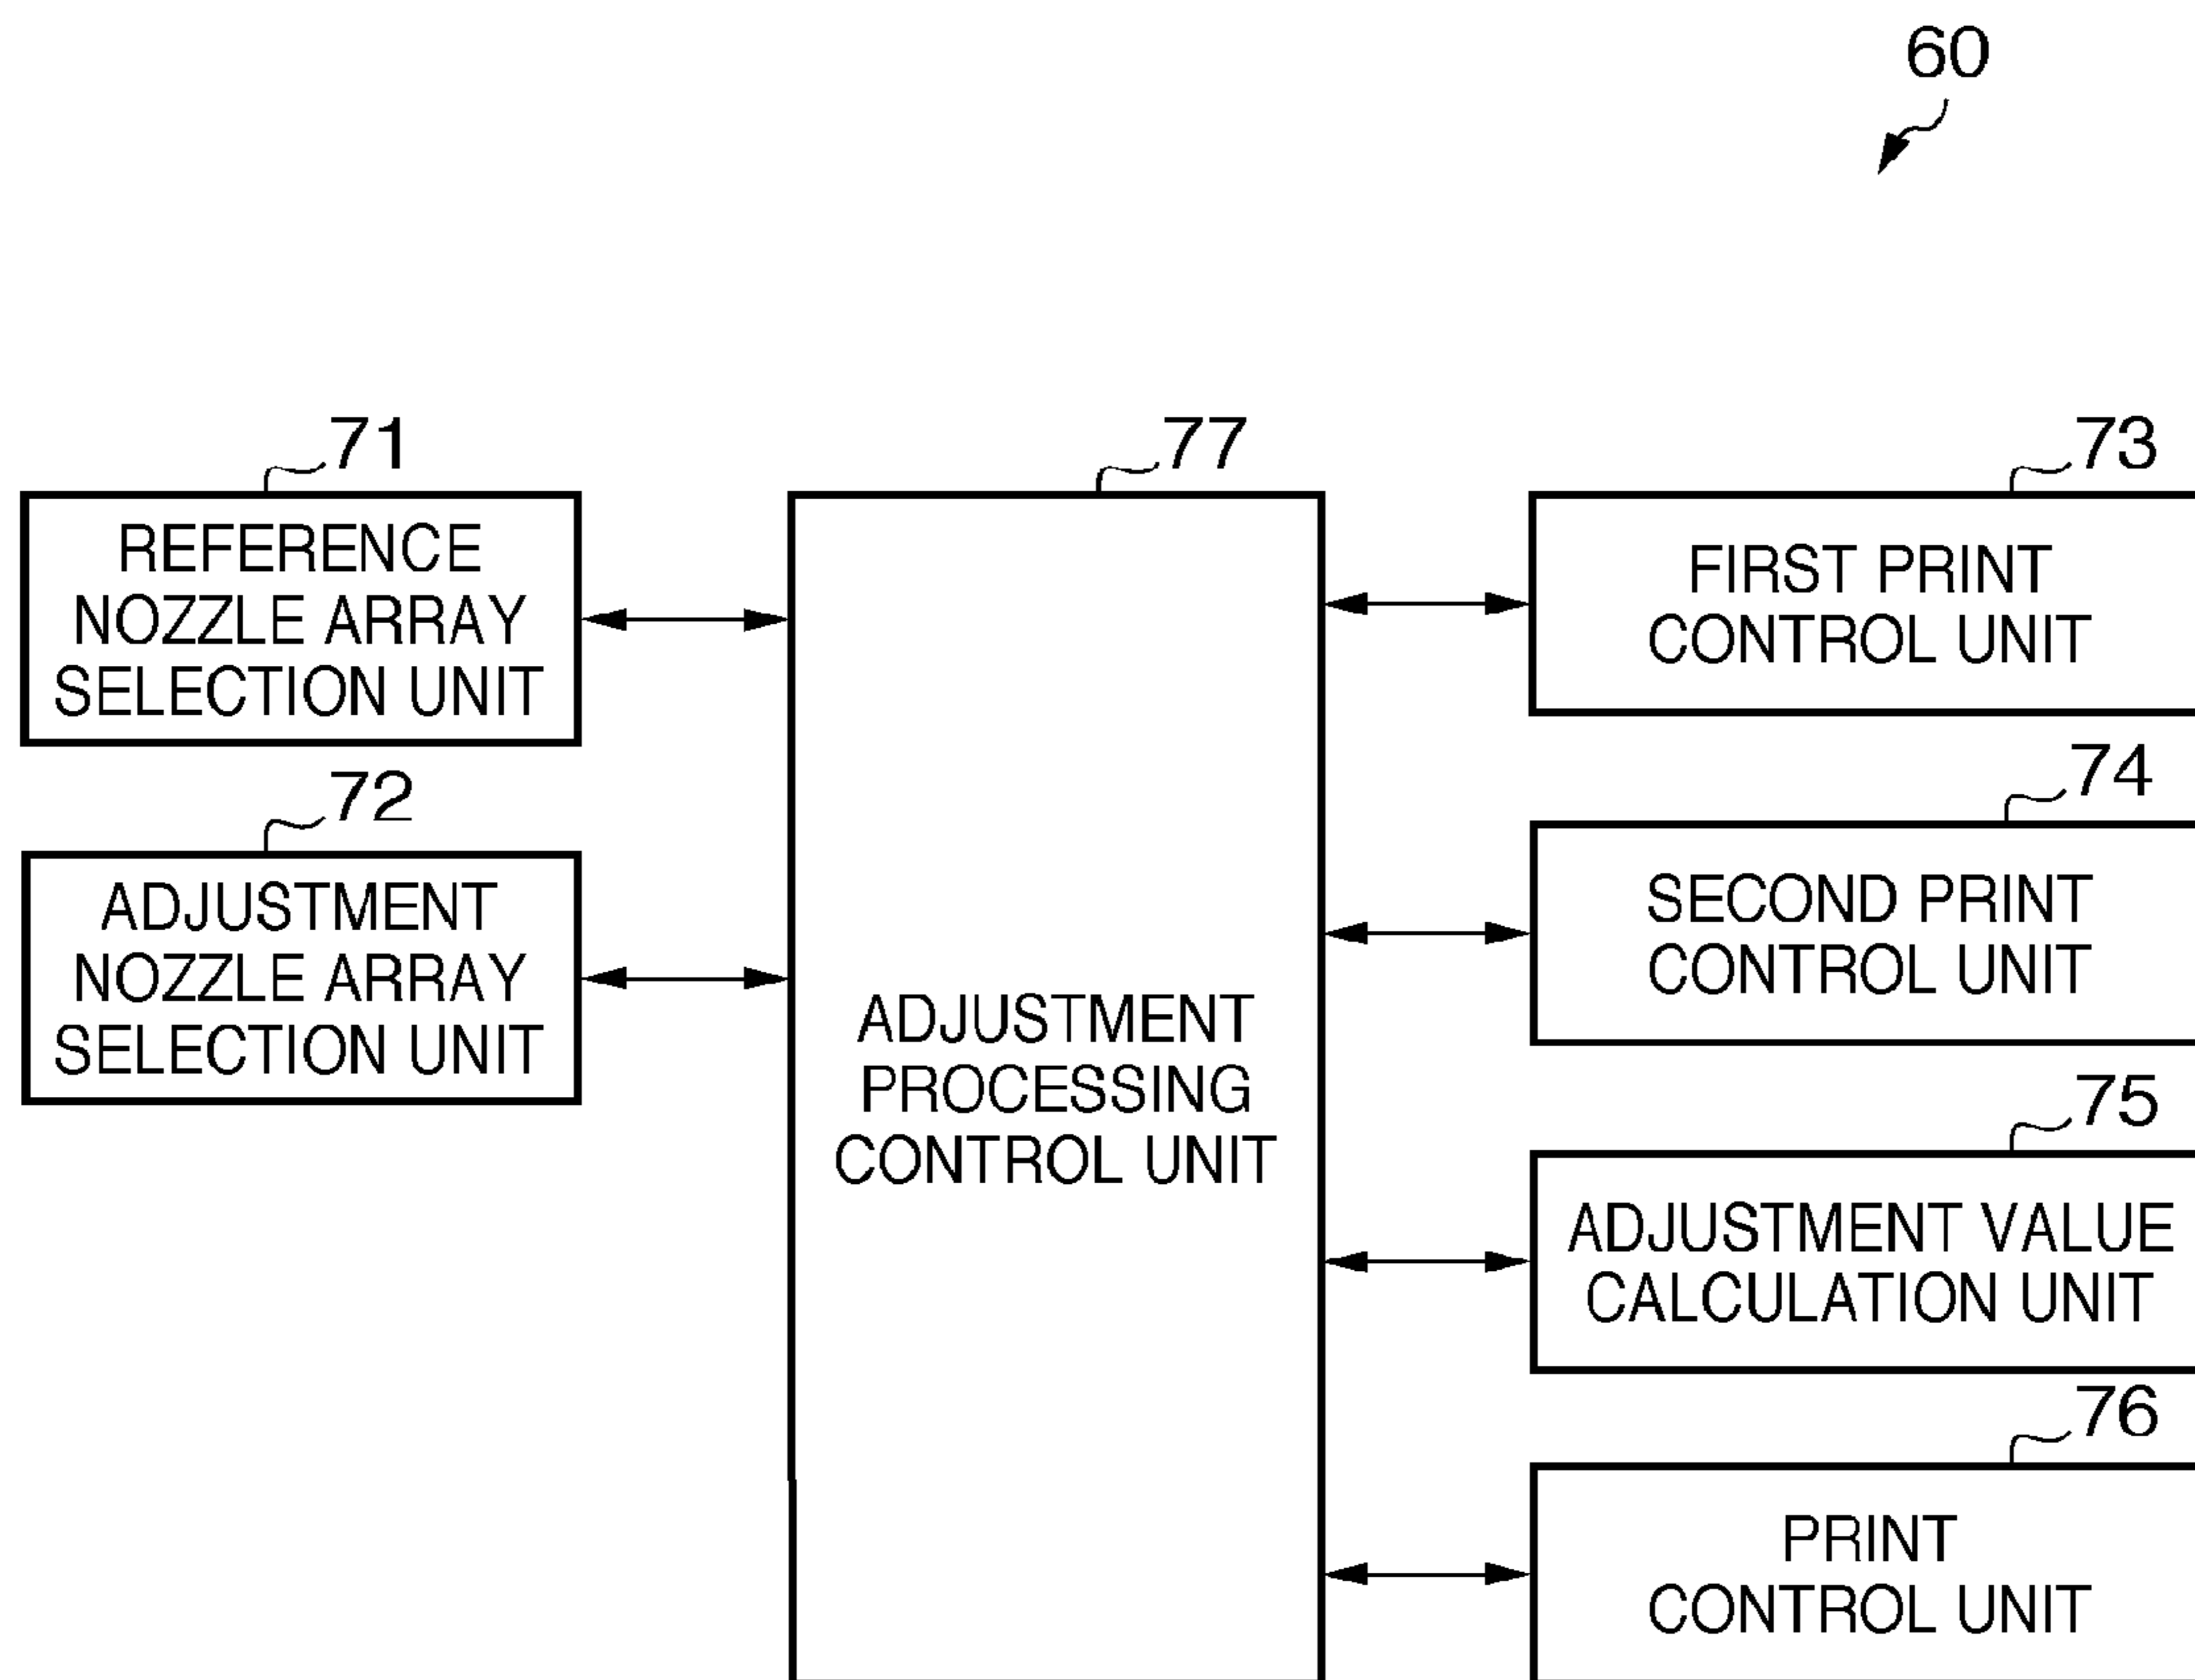 60
71
REFERENCE
NOZZLE ARRAY
SELECTION UNIT
72
ADJUSTMENT
NOZZLE ARRAY
SELECTION UNIT
77
ADJUSTMENT
PROCESSING
CONTROL UNIT
73
FIRST PRINT
CONTROL UNIT
74
SECOND PRINT
CONTROL UNIT
75
ADJUSTMENT VALUE
CALCULATION UNIT
76
PRINT
CONTROL UNIT